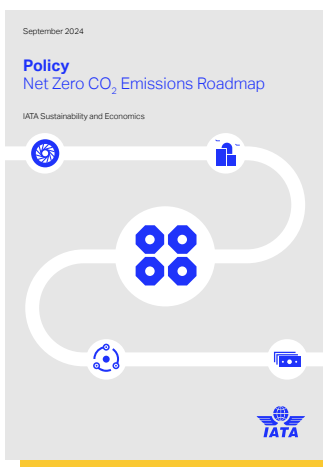 September 2024
Policy
Net Zero CO2 Emissions Roadmap
IATA Sustainability and Economics
IATA